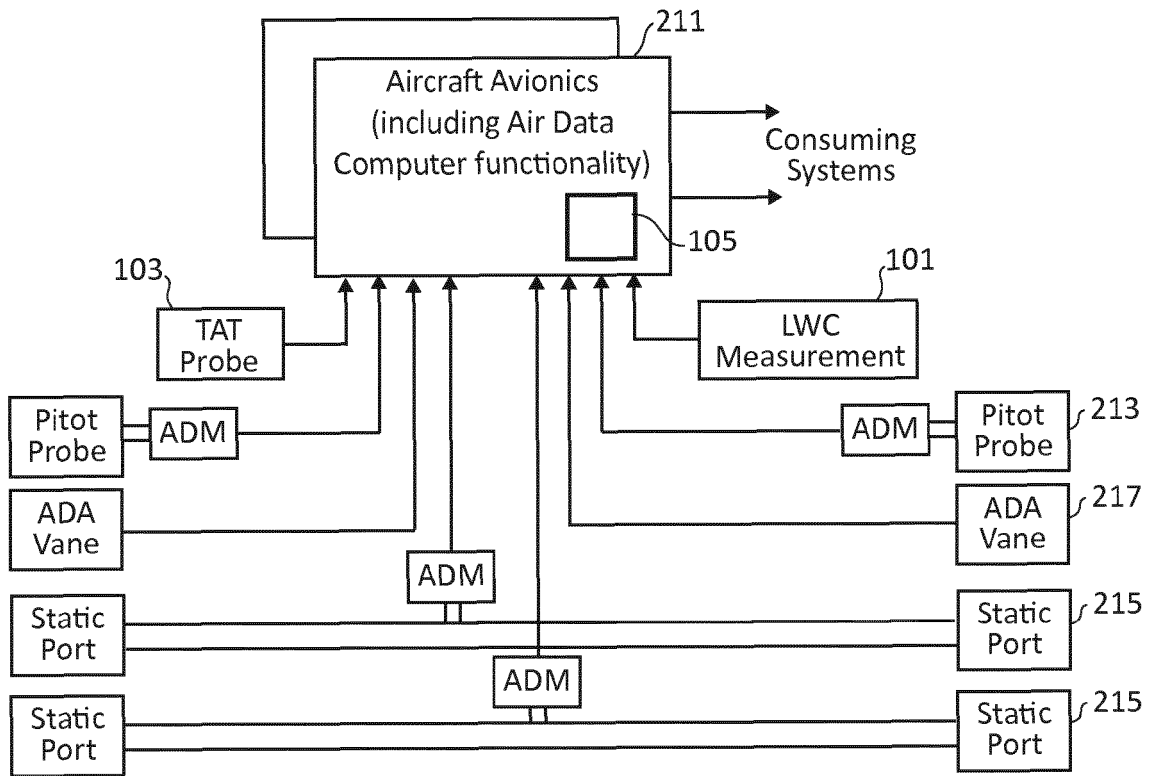 211
Aircraft Avionics
(including Air Data
Computer functionality)
Consuming
Systems
105
103
101
TAT
Probe
LWC
Measurement
Pitot
Probe
ADM
ADM
Pitot
Probe
213
ADA
Vane
ADA
Vane
217
ADM
Static
Port
Static
Port
215
ADM
Static
Port
Static
Port
215